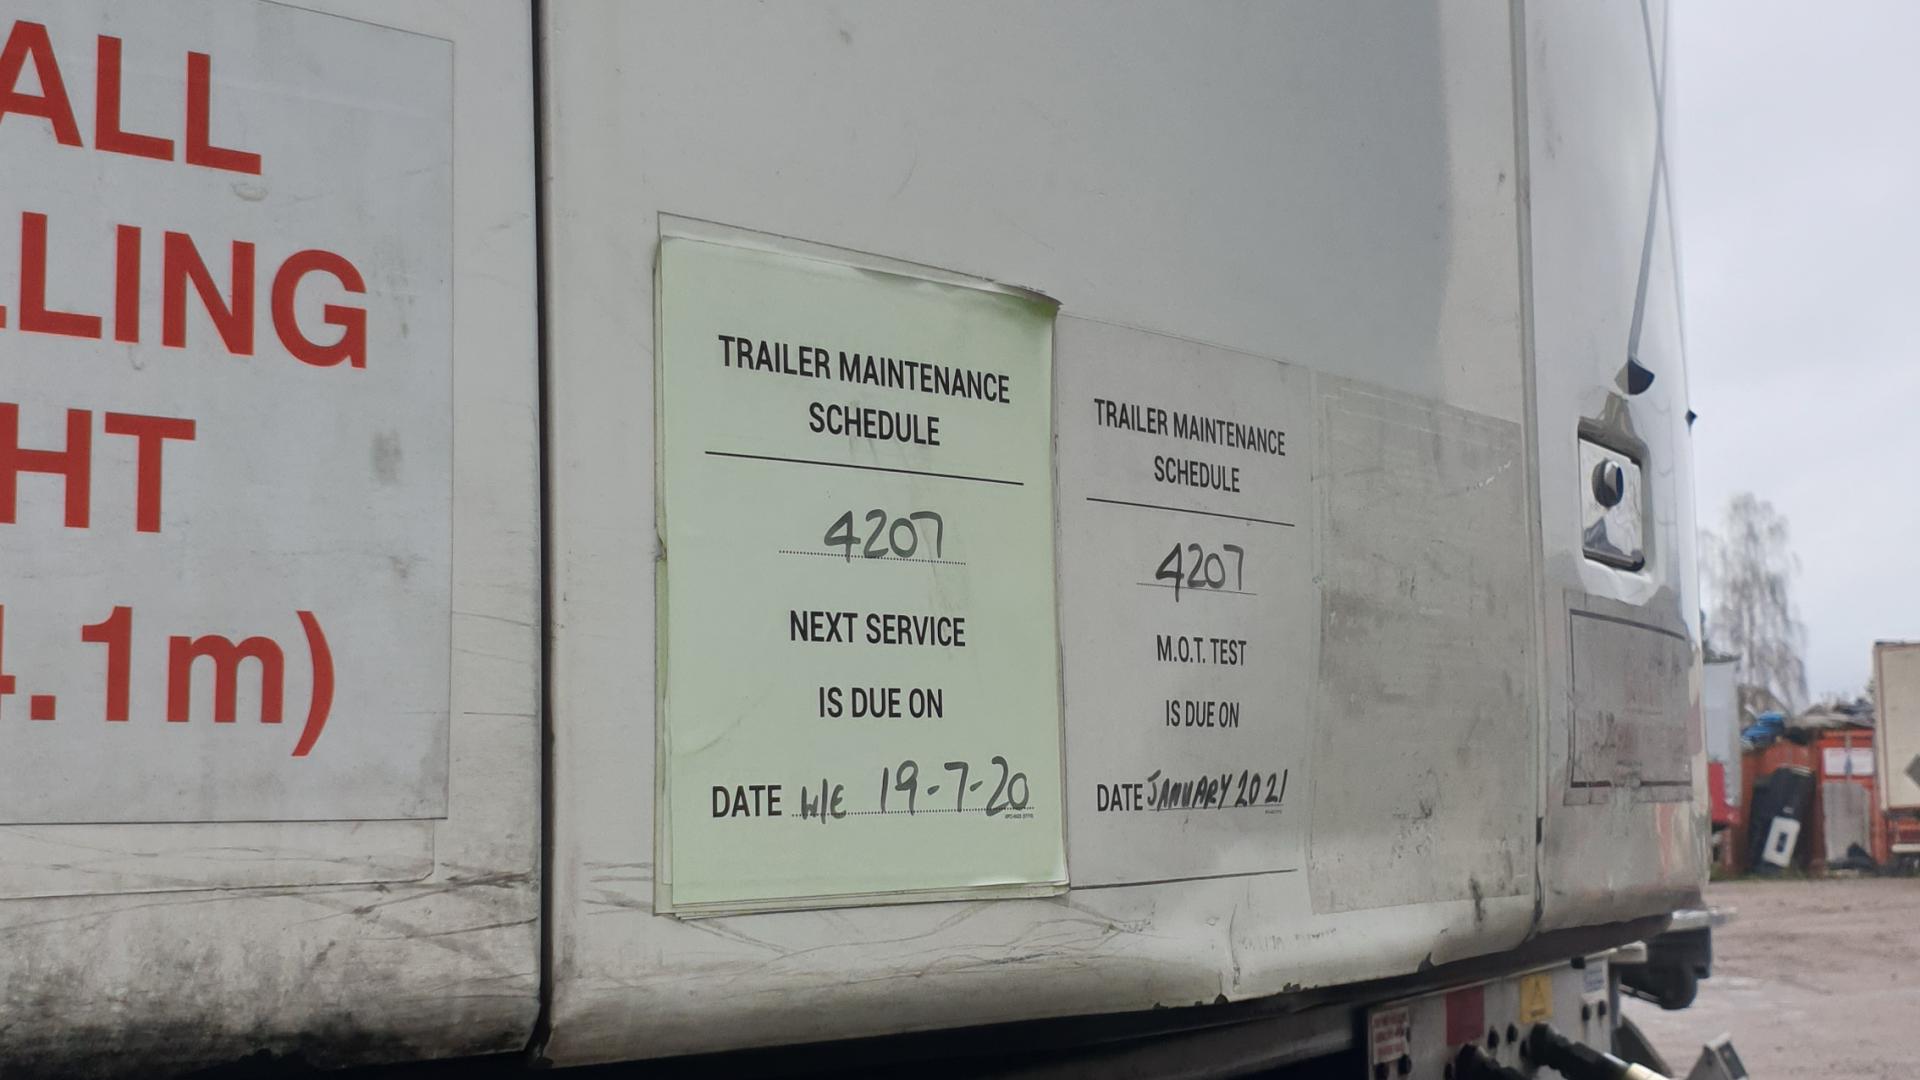 ALL
LING
HT
.1m)
TRAILER MAINTENANCE
SCHEDULE
4207
NEXT SERVICE
IS DUE ON
DATE W/E 19-7-20
TRAILER MAINTENANCE
SCHEDULE
4207
M.O.T. TEST
IS DUE ON
DATE JANUARY 2021